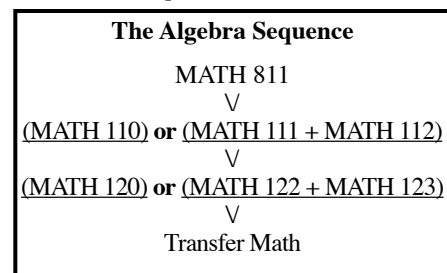 The Algebra Sequence
MATH 811
\/
(MATH 110) or (MATH 111 + MATH 112)
\/
(MATH 120) or (MATH 122 + MATH 123)
\/
Transfer Math